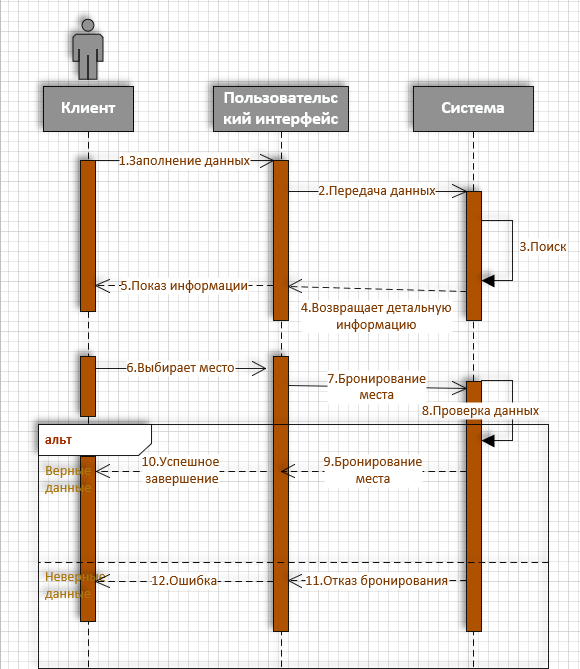 Клиент
Пользовательс
кий интерфейс
Система
1.Заполнение данных
2.Передача данных
3.Поиск
5.Показ информации
4.Возвращает детальную
информацию
6.Выбирает место
7.Бронирование
места
8.Проверка данных
альт
Верные
данные
10.Успешное
завершение
9.Бронирование
места
Неверные
данные
12.Ошибка
11.Отказ бронирования